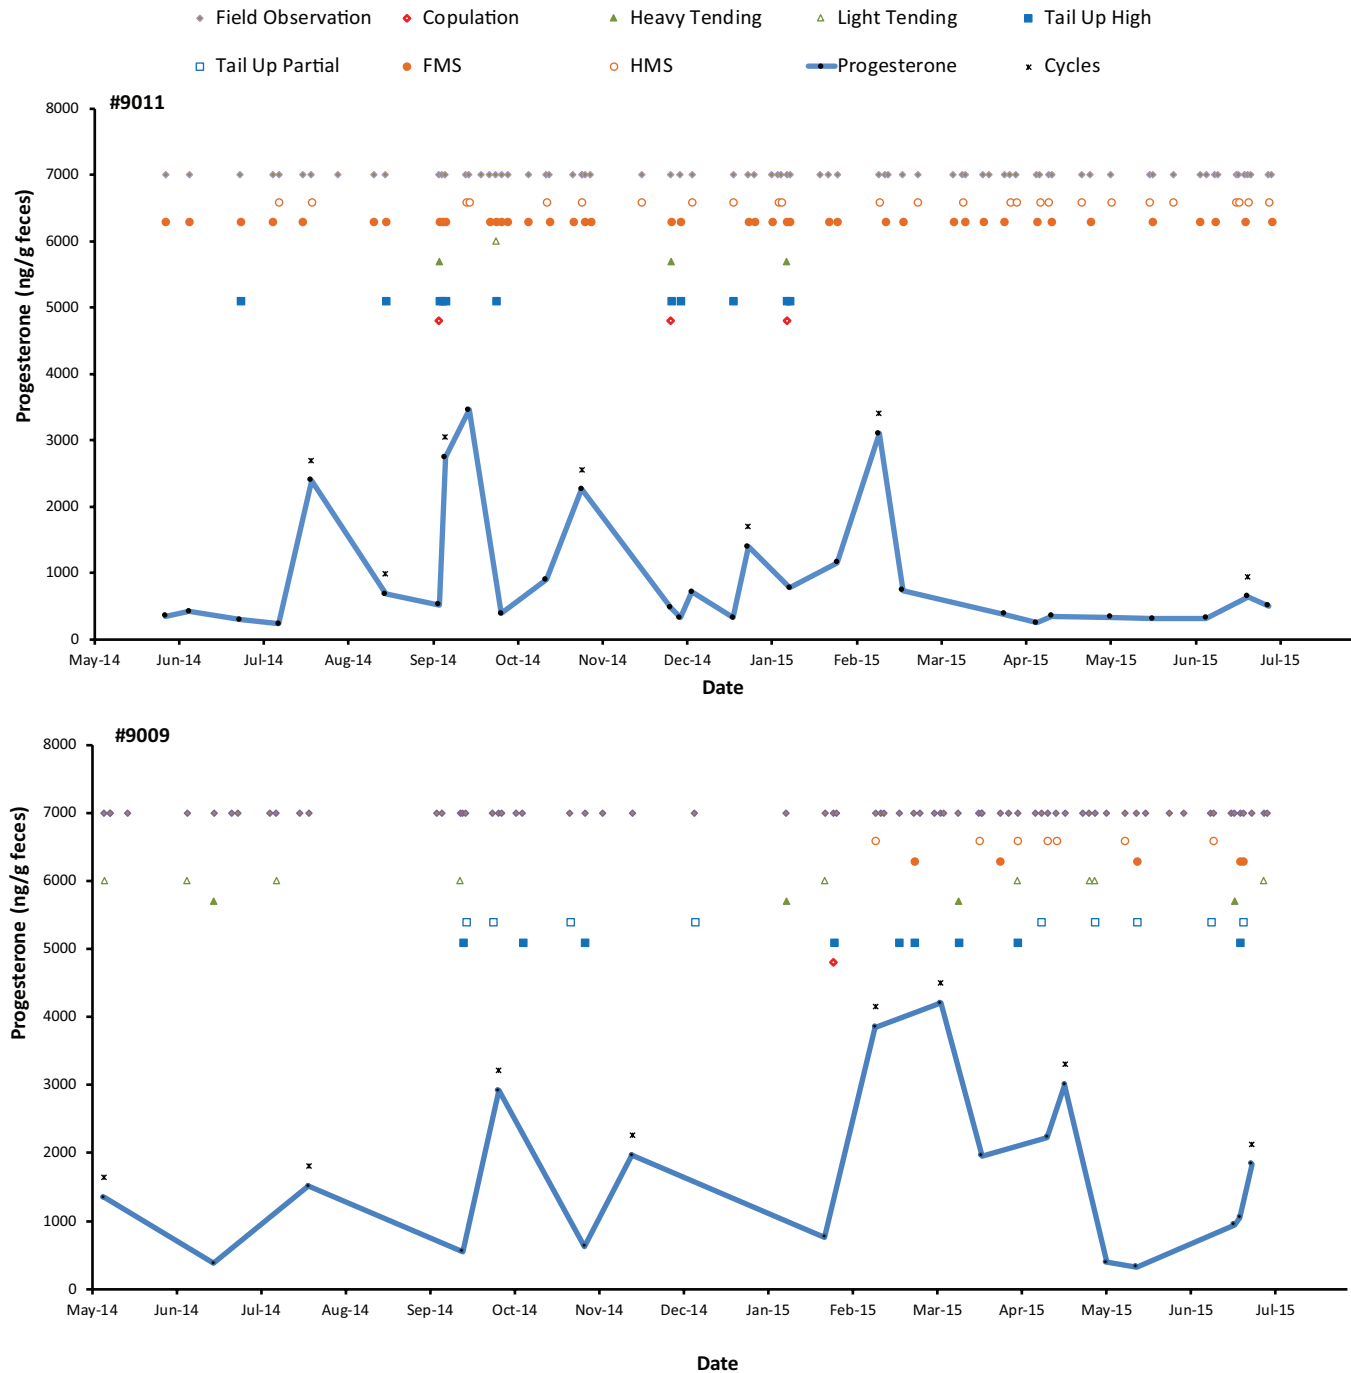 Field Observation Copulation Heavy Tending Light Tending Tail Up High
Tail Up Partial FMS HMS Progesterone Cycles
#9011
8000
7000
6000
5000
4000
3000
2000
1000
0
Progesterone (ng/g feces)
May-14 Jun-14 Jul-14 Aug-14 Sep-14 Oct-14 Nov-14 Dec-14 Jan-15 Feb-15 Mar-15 Apr-15 May-15 Jun-15 Jul-15
Date
#9009
8000
7000
6000
5000
4000
3000
2000
1000
0
Progesterone (ng/g feces)
May-14 Jun-14 Jul-14 Aug-14 Sep-14 Oct-14 Nov-14 Dec-14 Jan-15 Feb-15 Mar-15 Apr-15 May-15 Jun-15 Jul-15
Date